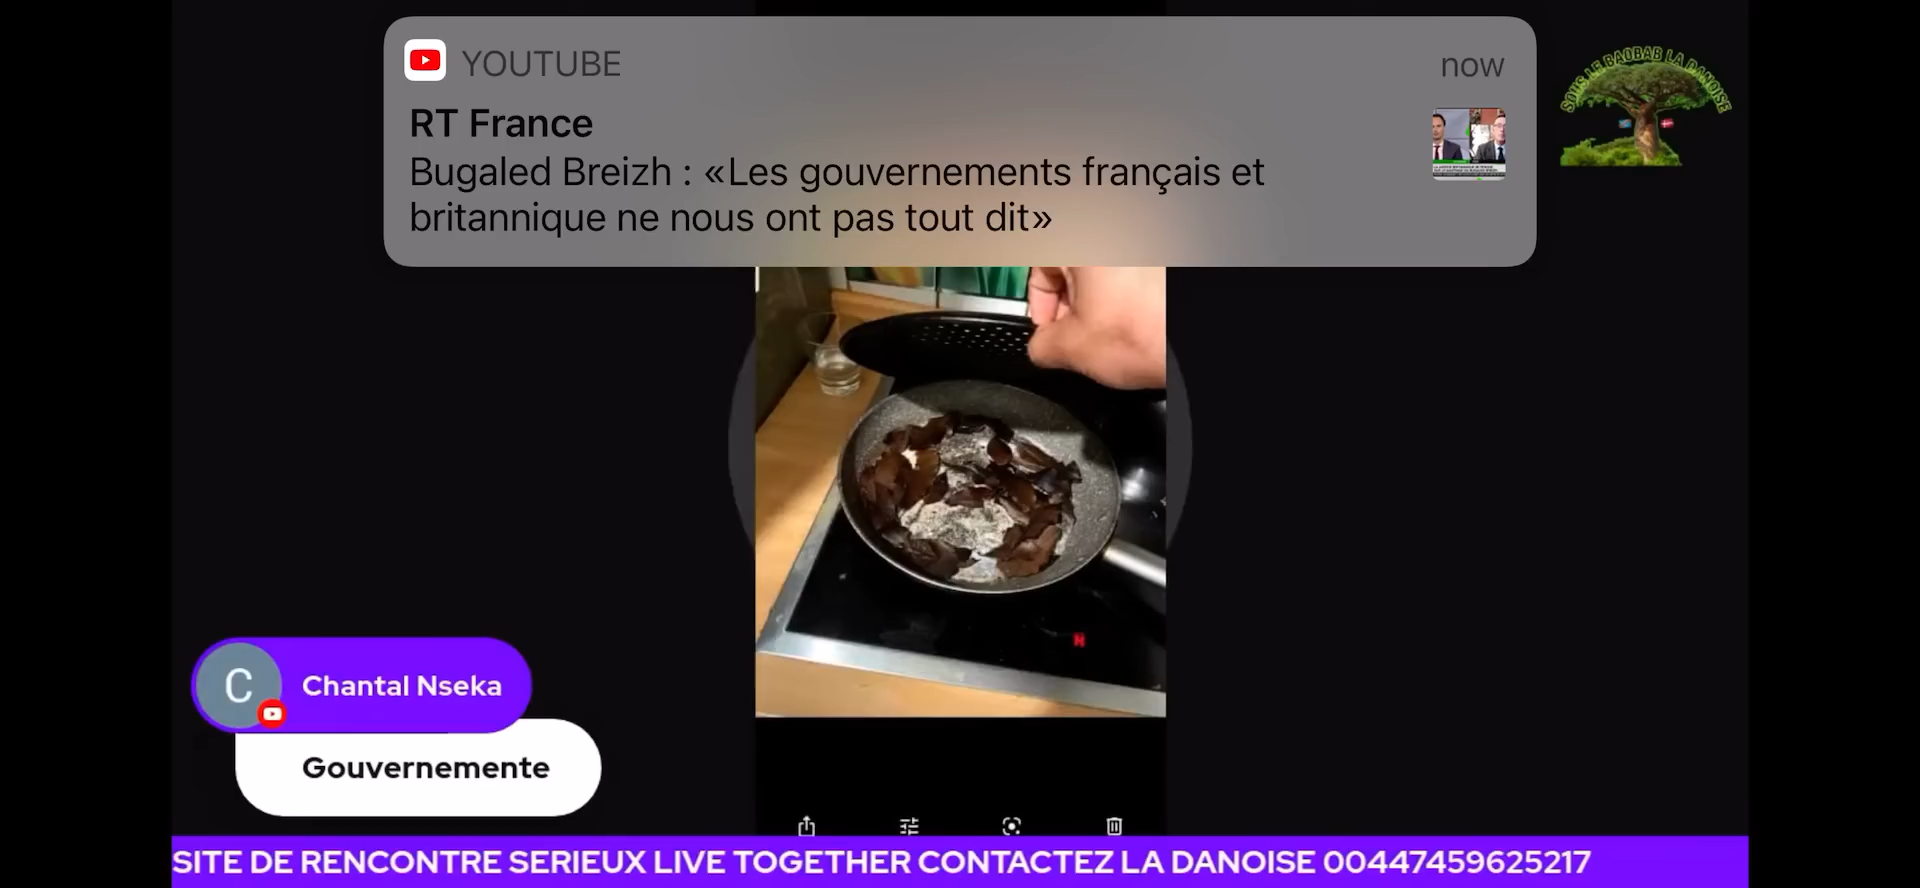 YOUTUBE
now
RT France
Bugaled Breizh : «Les gouvernements français et
britannique ne nous ont pas tout dit»
SOUS LE BAOBAB LA DANOISE
C
Chantal Nseka
Gouvernemente
SITE DE RENCONTRE SERIEUX LIVE TOGETHER CONTACTEZ LA DANOISE 00447459625217